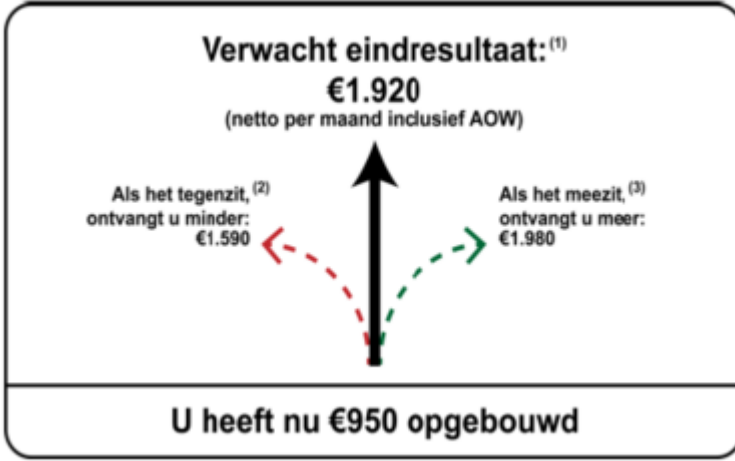 Verwacht eindresultaat: (1)
€1.920
(netto per maand inclusief AOW)
Als het tegenzit, (2)
ontvangt u minder:
€1.590
Als het meezit, (3)
ontvangt u meer:
€1.980
U heeft nu €950 opgebouwd